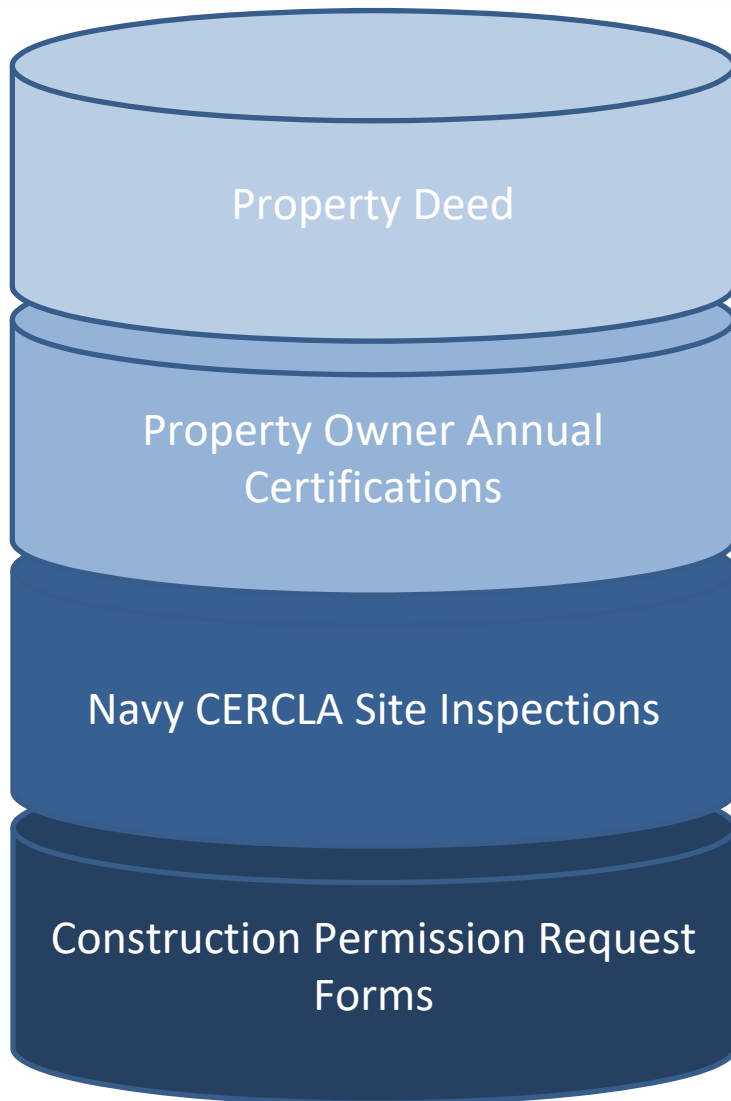 Property Deed
Property Owner Annual
Certifications
Navy CERCLA Site Inspections
Construction Permission Request
Forms